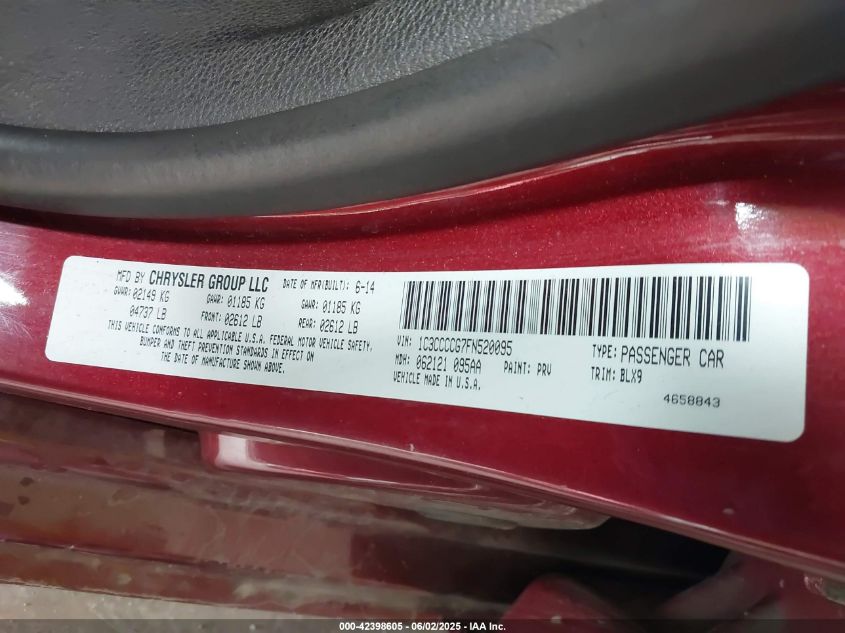 MFD BY CHRYSLER GROUP LLC DATE OF MFR(BUILT): 6-14
GVWR: 02149 KG GAWR: 01185 KG GAWR: 01185 KG
04737 LB FRONT: 02612 LB REAR: 02612 LB
THIS VEHICLE CONFORMS TO ALL APPLICABLE U.S.A. FEDERAL MOTOR VEHICLE SAFETY,
BUMPER AND THEFT PREVENTION STANDARDS IN EFFECT ON
THE DATE OF MANUFACTURE SHOWN ABOVE.
VIN: 1C3CCCCG7FN520095 TYPE: PASSENGER CAR
MDH: 062121 095AA PAINT: PRV TRIM: BLX9
VEHICLE MADE IN U.S.A.
4658843
000-42398605 - 06/02/2025 - IAA Inc.